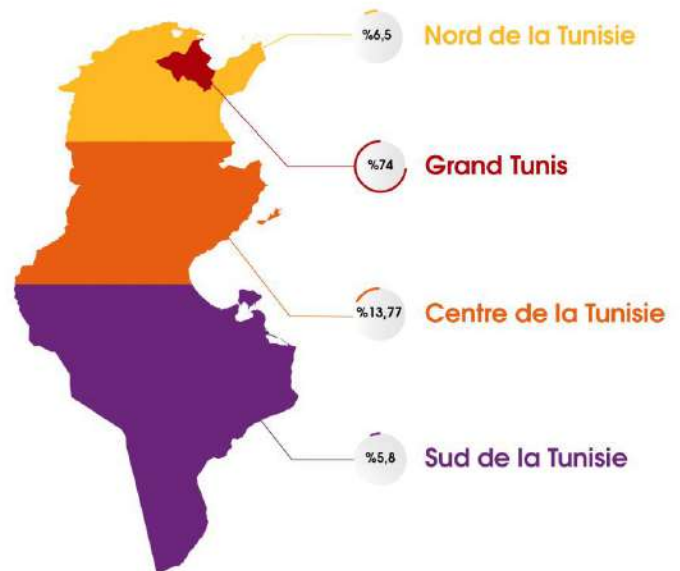 %6,5 Nord de la Tunisie
%74 Grand Tunis
%13,77 Centre de la Tunisie
%5,8 Sud de la Tunisie